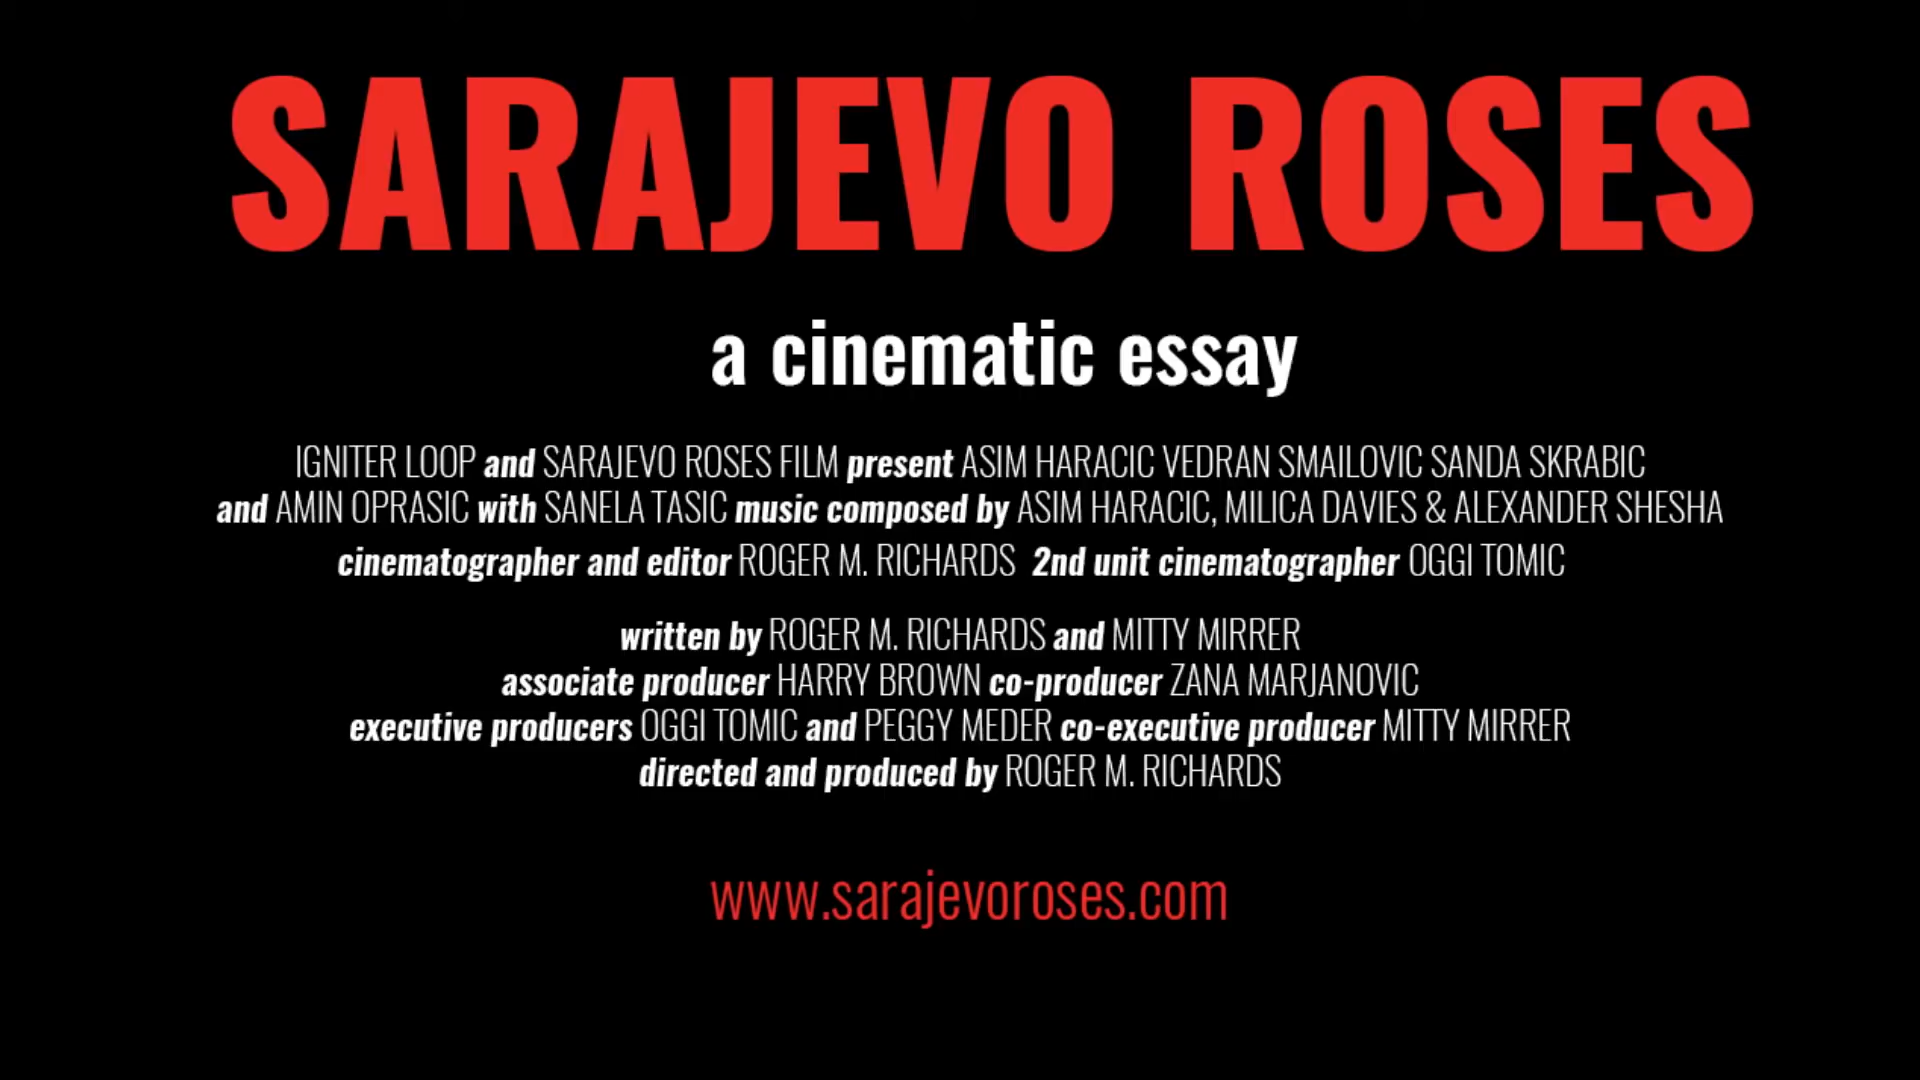 SARAJEVO ROSES
a cinematic essay
IGNITER LOOP and SARAJEVO ROSES FILM present ASIM HARACIC VEDRAN SMAILOVIC SANDA SKRABIC
and AMIN OPRASIC with SANELA TASIC music composed by ASIM HARACIC, MILICA DAVIES & ALEXANDER SHESHA
cinematographer and editor ROGER M. RICHARDS 2nd unit cinematographer OGGI TOMIC
written by ROGER M. RICHARDS and MITTY MIRRER
associate producer HARRY BROWN co-producer ZANA MARJANOVIC
executive producers OGGI TOMIC and PEGGY MEDER co-executive producer MITTY MIRRER
directed and produced by ROGER M. RICHARDS
www.sarajevoroses.com